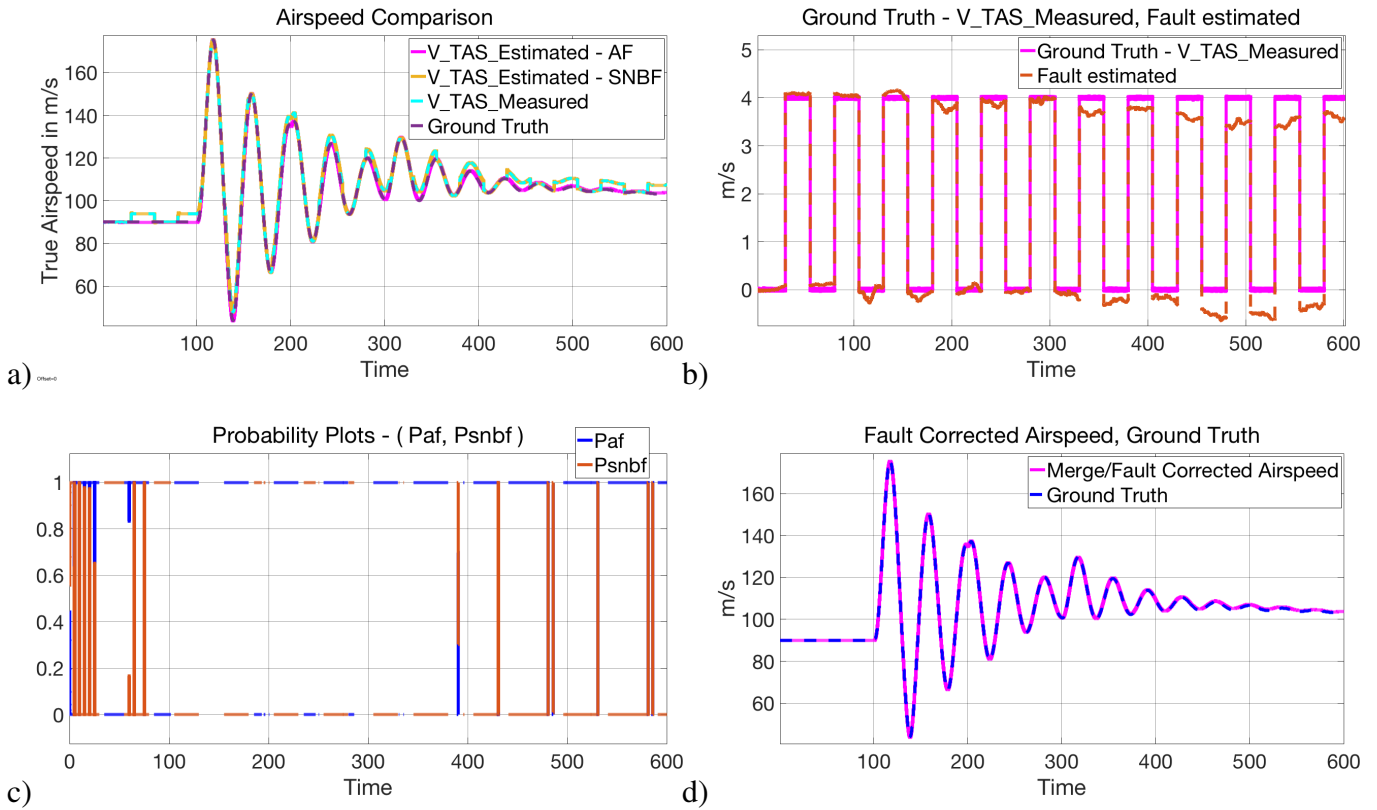 Airspeed Comparison
V_TAS_Estimated - AF
V_TAS_Estimated - SNBF
V_TAS_Measured
Ground Truth
True Airspeed in m/s
160
140
120
100
80
60
100
200
300
400
500
600
Time
a)
Offset=0
Ground Truth - V_TAS_Measured, Fault estimated
Ground Truth - V_TAS_Measured
Fault estimated
m/s
5
4
3
2
1
0
100
200
300
400
500
600
Time
b)
Probability Plots - ( Paf, Psnbf )
Paf
Psnbf
1
0.8
0.6
0.4
0.2
0
0
100
200
300
400
500
600
Time
c)
Fault Corrected Airspeed, Ground Truth
Merge/Fault Corrected Airspeed
Ground Truth
m/s
160
140
120
100
80
60
100
200
300
400
500
600
Time
d)